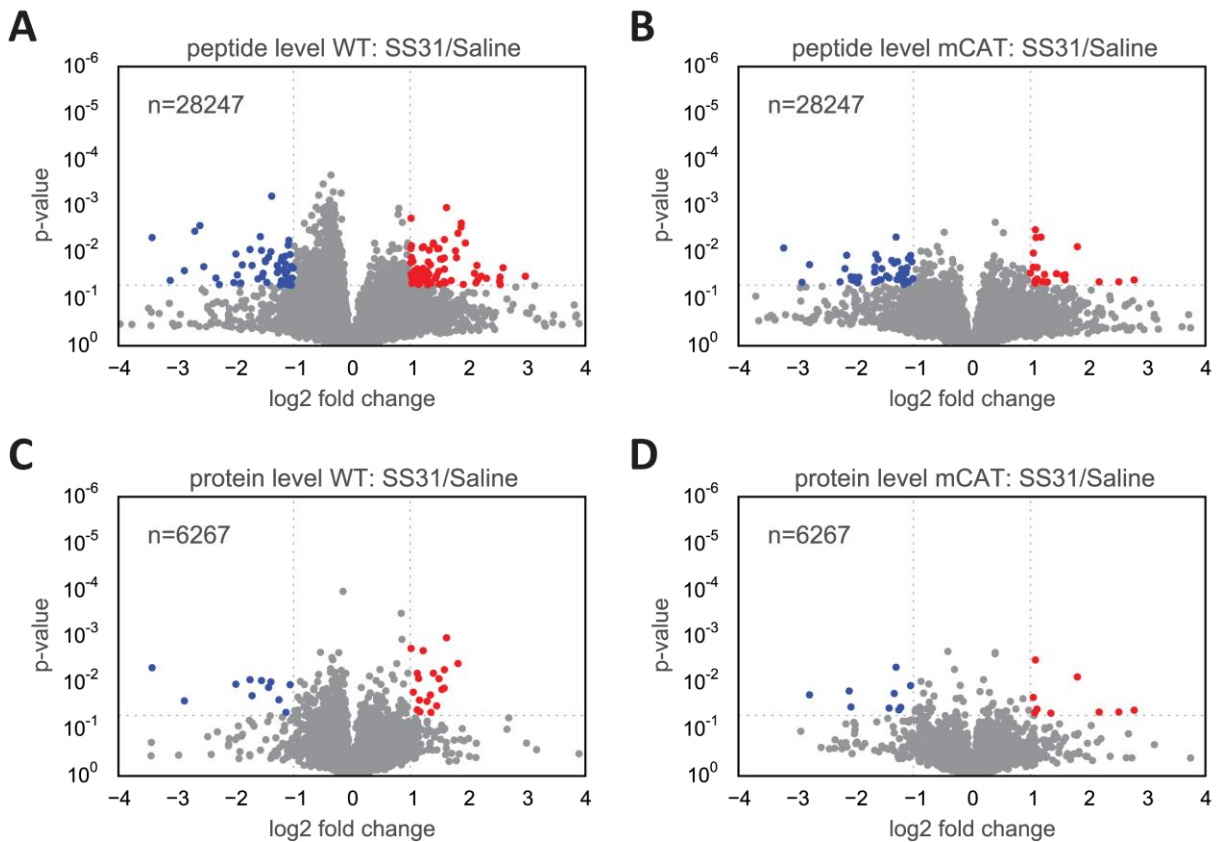 A
peptide level WT: SS31/Saline
p-value
10⁻⁶
10⁻⁵
10⁻⁴
10⁻³
10⁻²
10⁻¹
10⁰
n=28247
−4 −3 −2 −1 0 1 2 3 4
log2 fold change
B
peptide level mCAT: SS31/Saline
p-value
10⁻⁶
10⁻⁵
10⁻⁴
10⁻³
10⁻²
10⁻¹
10⁰
n=28247
−4 −3 −2 −1 0 1 2 3 4
log2 fold change
C
protein level WT: SS31/Saline
p-value
10⁻⁶
10⁻⁵
10⁻⁴
10⁻³
10⁻²
10⁻¹
10⁰
n=6267
−4 −3 −2 −1 0 1 2 3 4
log2 fold change
D
protein level mCAT: SS31/Saline
p-value
10⁻⁶
10⁻⁵
10⁻⁴
10⁻³
10⁻²
10⁻¹
10⁰
n=6267
−4 −3 −2 −1 0 1 2 3 4
log2 fold change